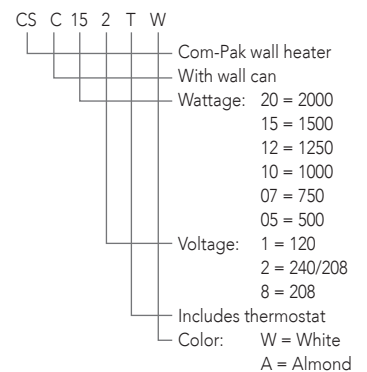 CS C 15 2 T W
Com-Pak wall heater
With wall can
Wattage: 20 = 2000
15 = 1500
12 = 1250
10 = 1000
07 = 750
05 = 500
Voltage: 1 = 120
2 = 240/208
8 = 208
Includes thermostat
Color: W = White
A = Almond